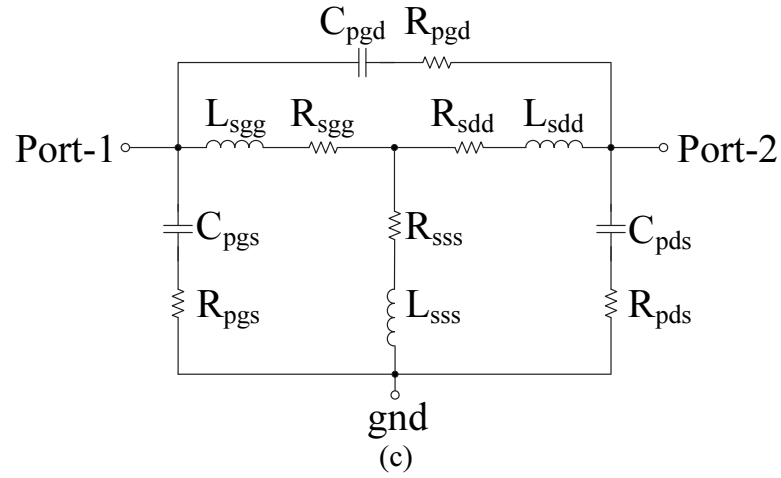 C_pgd R_pgd
L_sgg R_sgg R_sdd L_sdd
Port-1 Port-2
C_pgs R_sss C_pds
R_pgs L_sss R_pds
gnd
(c)